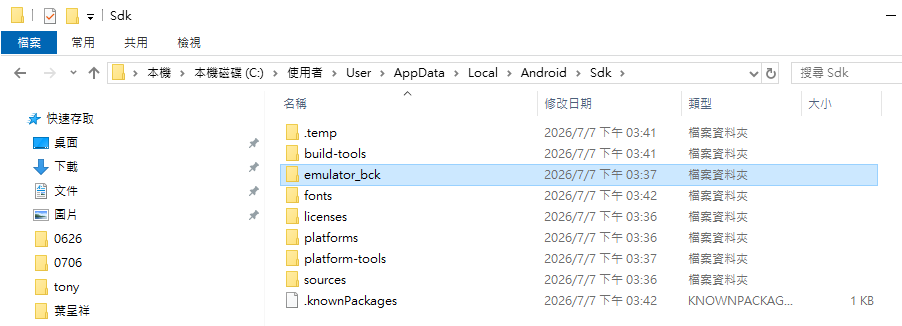 Sdk
檔案 常用 共用 檢視
本機 本機磁碟 (C:) 使用者 User AppData Local Android Sdk 搜尋 Sdk
名稱 修改日期 類型 大小
快速存取
桌面
下載
文件
圖片
0626
0706
tony
葉呈祥
.temp 2026/7/7 下午 03:41 檔案資料夾
build-tools 2026/7/7 下午 03:41 檔案資料夾
emulator_bck 2026/7/7 下午 03:37 檔案資料夾
fonts 2026/7/7 下午 03:42 檔案資料夾
licenses 2026/7/7 下午 03:36 檔案資料夾
platforms 2026/7/7 下午 03:36 檔案資料夾
platform-tools 2026/7/7 下午 03:37 檔案資料夾
sources 2026/7/7 下午 03:36 檔案資料夾
.knownPackages 2026/7/7 下午 03:42 KNOWNPACKAG... 1 KB